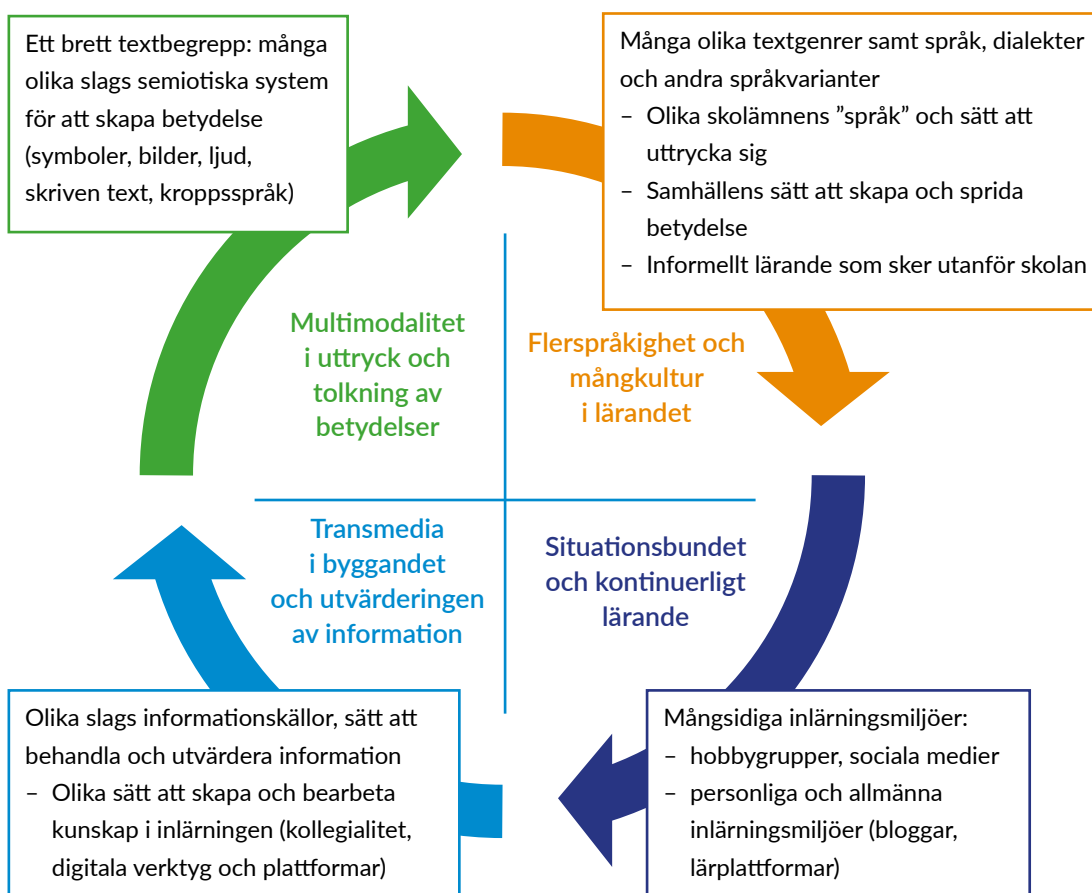 Ett brett textbegrepp: många
olika slags semiotiska system
för att skapa betydelse
(symboler, bilder, ljud,
skriven text, kroppsspråk)
Många olika textgenrer samt språk, dialekter
och andra språkvarianter
– Olika skolämnens ”språk” och sätt att
uttrycka sig
– Samhällens sätt att skapa och sprida
betydelse
– Informellt lärande som sker utanför skolan
Multimodalitet
i uttryck och
tolkning av
betydelser
Flerspråkighet och
mångkultur
i lärandet
Transmedia
i byggandet
och utvärderingen
av information
Situationsbundet
och kontinuerligt
lärande
Olika slags informationskällor, sätt att
behandla och utvärdera information
– Olika sätt att skapa och bearbeta
kunskap i inlärningen (kollegialitet,
digitala verktyg och plattformar)
Mångsidiga inlärningsmiljöer:
– hobbygrupper, sociala medier
– personliga och allmänna
inlärningsmiljöer (bloggar,
lärplattformar)